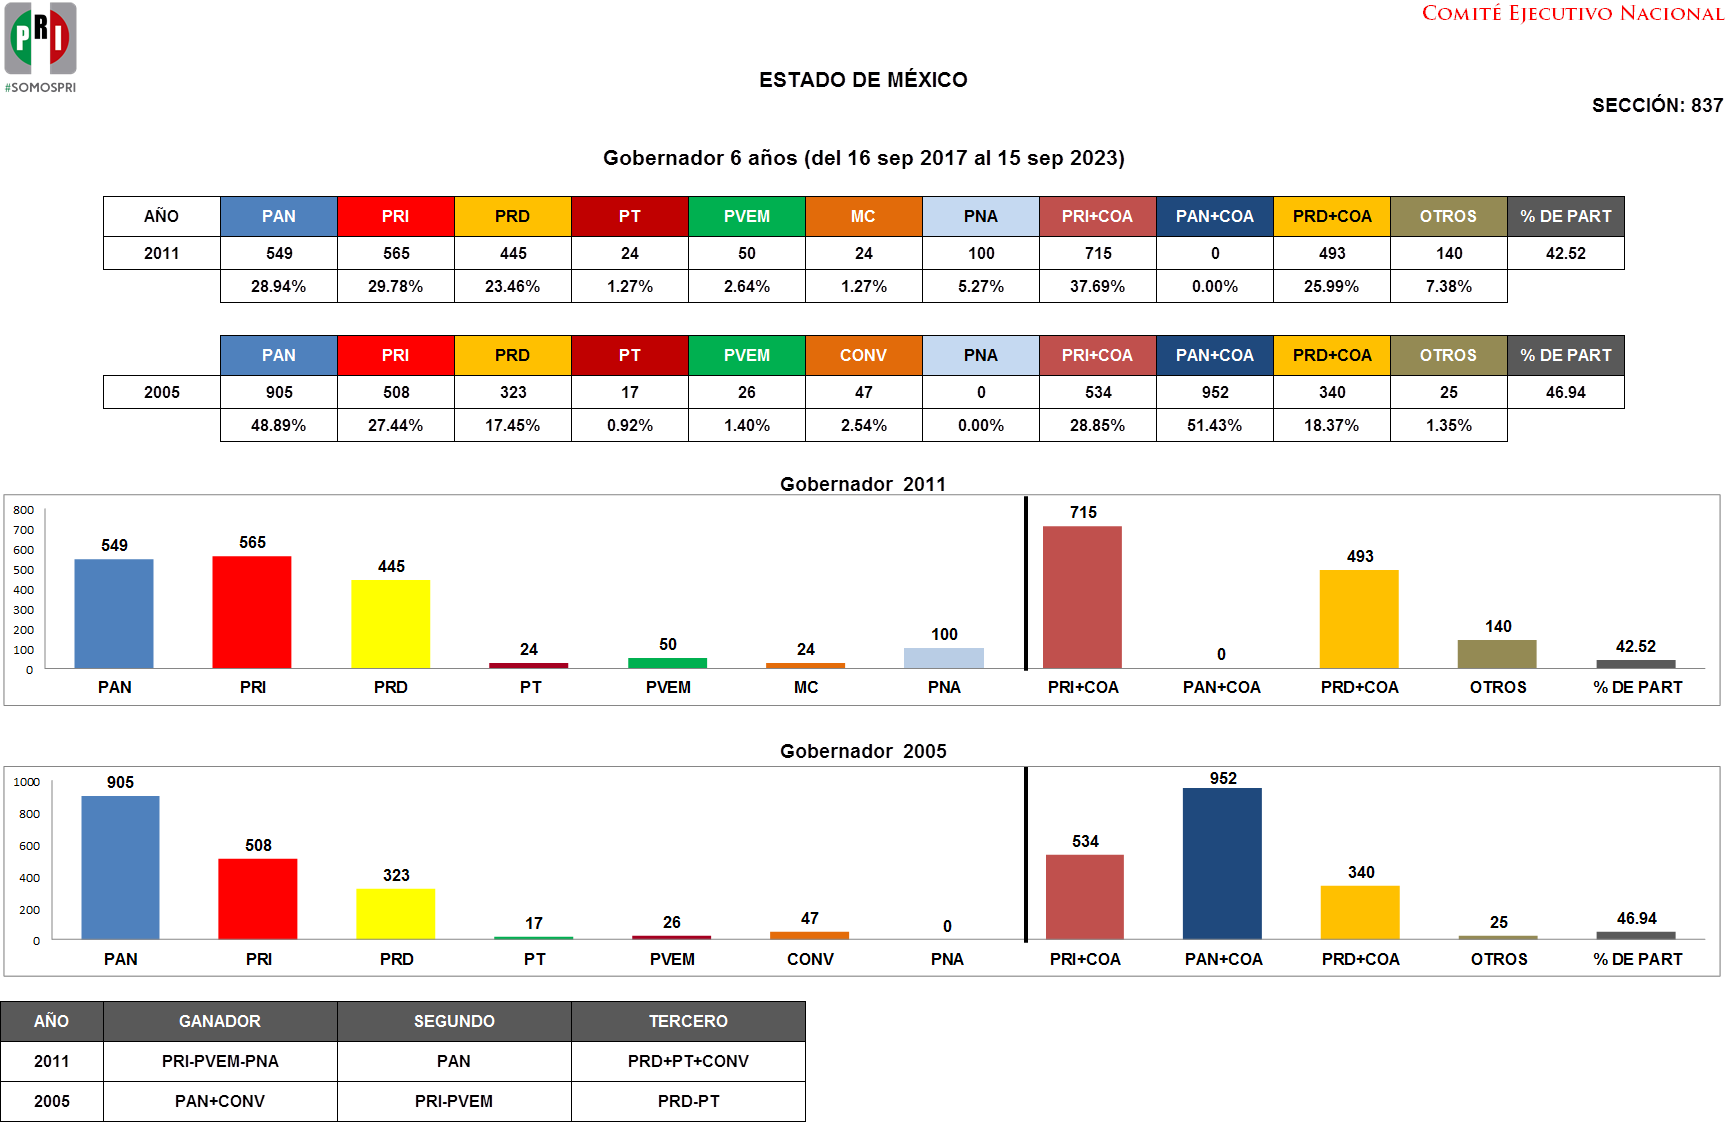 PRI
#SOMOSPRI
COMITÉ EJECUTIVO NACIONAL
ESTADO DE MÉXICO
SECCIÓN: 837
Gobernador 6 años (del 16 sep 2017 al 15 sep 2023)
AÑO PAN PRI PRD PT PVEM MC PNA PRI+COA PAN+COA PRD+COA OTROS % DE PART
2011 549 565 445 24 50 24 100 715 0 493 140 42.52
28.94% 29.78% 23.46% 1.27% 2.64% 1.27% 5.27% 37.69% 0.00% 25.99% 7.38%
PAN PRI PRD PT PVEM CONV PNA PRI+COA PAN+COA PRD+COA OTROS % DE PART
2005 905 508 323 17 26 47 0 534 952 340 25 46.94
48.89% 27.44% 17.45% 0.92% 1.40% 2.54% 0.00% 28.85% 51.43% 18.37% 1.35%
Gobernador 2011
800
700
600
500
400
300
200
100
0
549 565 445 24 50 24 100 715 0 493 140 42.52
PAN PRI PRD PT PVEM MC PNA PRI+COA PAN+COA PRD+COA OTROS % DE PART
Gobernador 2005
1000
800
600
400
200
0
905 508 323 17 26 47 0 534 952 340 25 46.94
PAN PRI PRD PT PVEM CONV PNA PRI+COA PAN+COA PRD+COA OTROS % DE PART
AÑO GANADOR SEGUNDO TERCERO
2011 PRI-PVEM-PNA PAN PRD+PT+CONV
2005 PAN+CONV PRI-PVEM PRD-PT